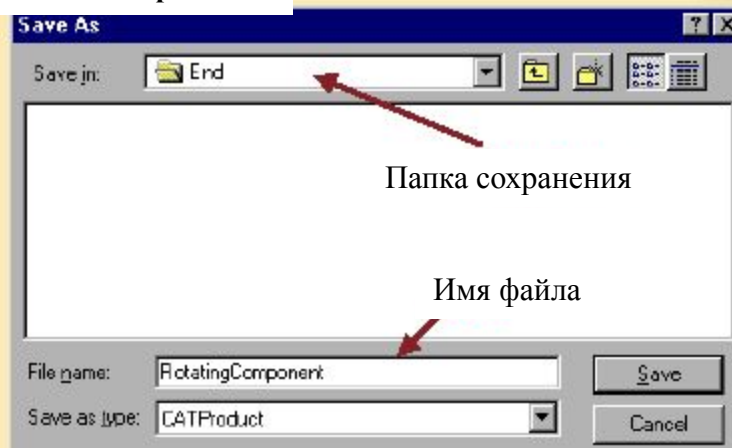 Save As
Save in: End
Папка сохранения
Имя файла
File name: RotatingComponent Save
Save as type: CATProduct Cancel